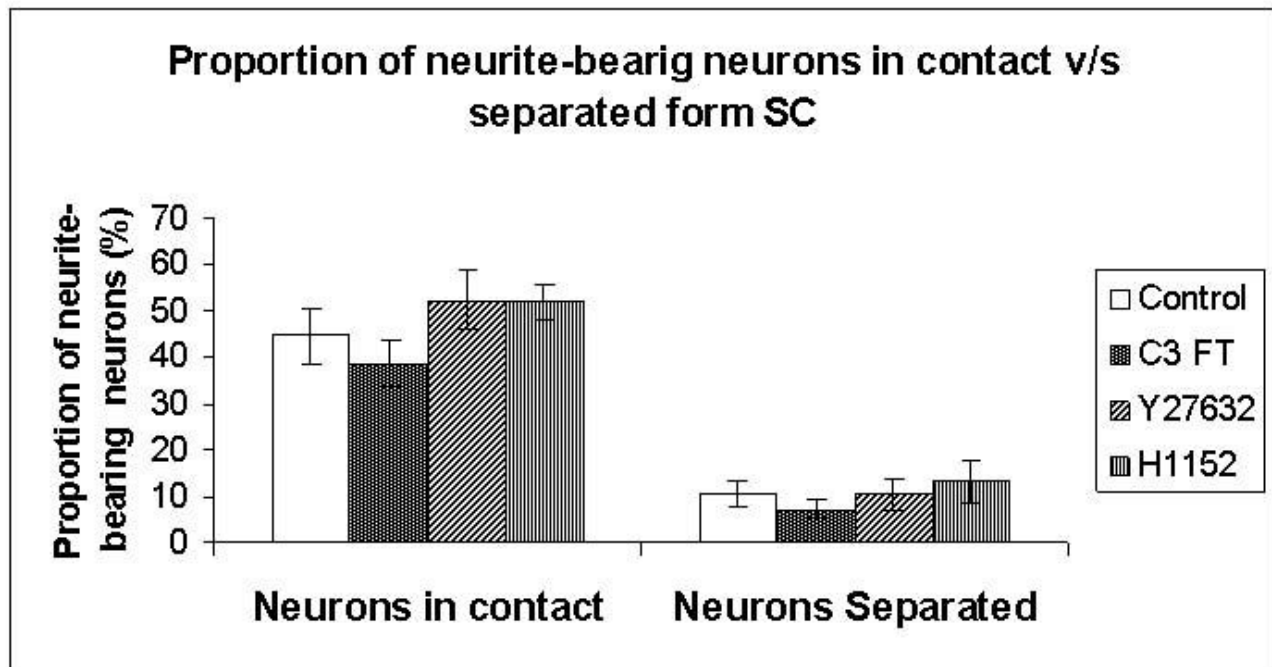 Proportion of neurite-bearig neurons in contact v/s
separated form SC
Proportion of neurite-
bearing neurons (%)
70
60
50
40
30
20
10
0
Neurons in contact
Neurons Separated
Control
C3 FT
Y27632
H1152